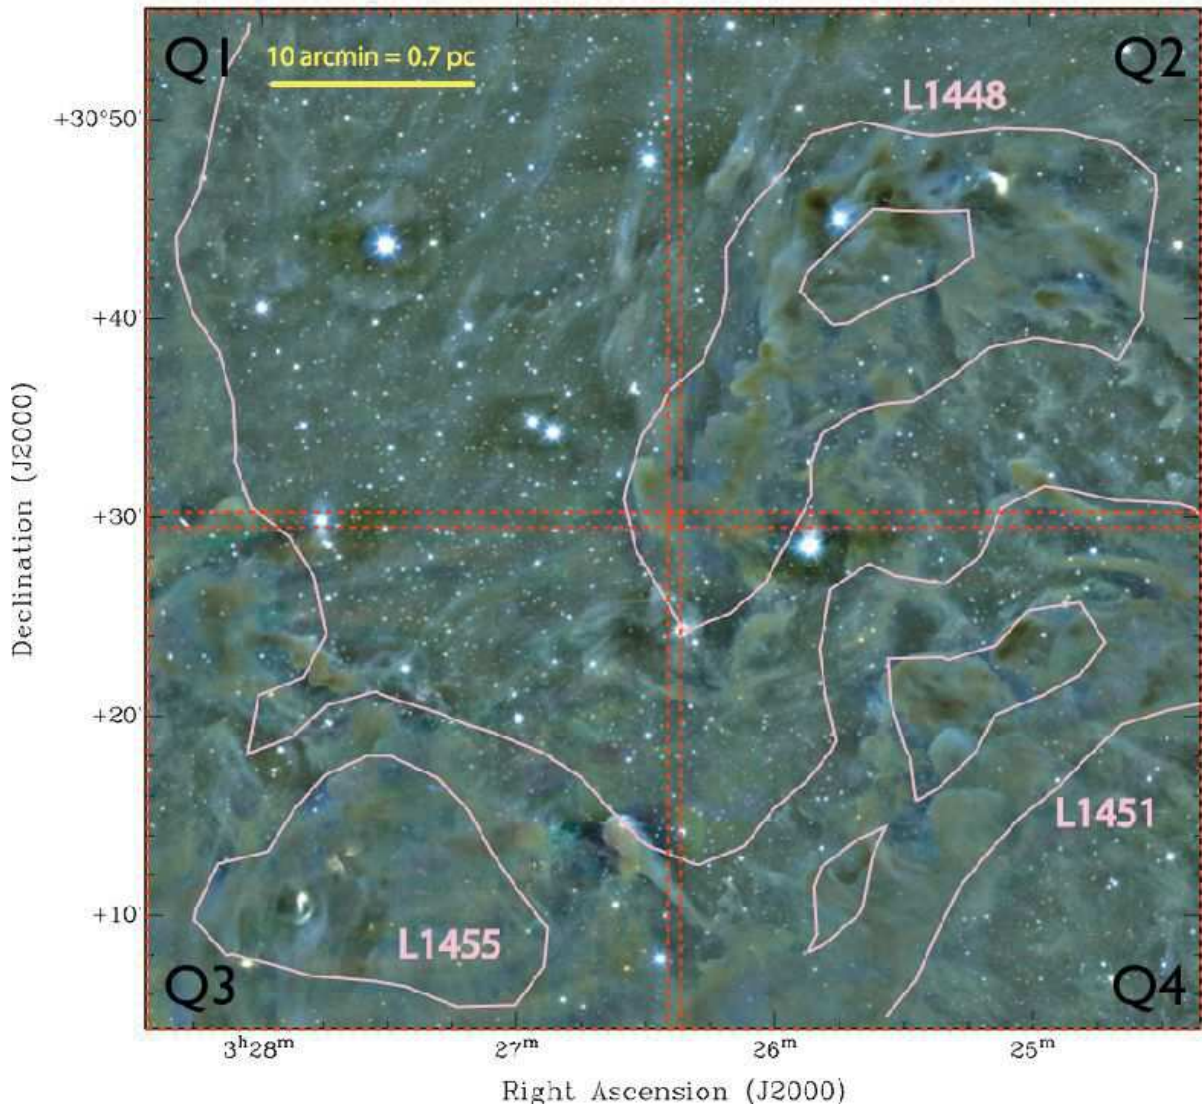 Q1
10 arcmin = 0.7 pc
Q2
L1448
+30°50'
+40'
+30'
+20'
+10'
Declination (J2000)
L1451
L1455
Q3
Q4
3ʰ28ᵐ
27ᵐ
26ᵐ
25ᵐ
Right Ascension (J2000)